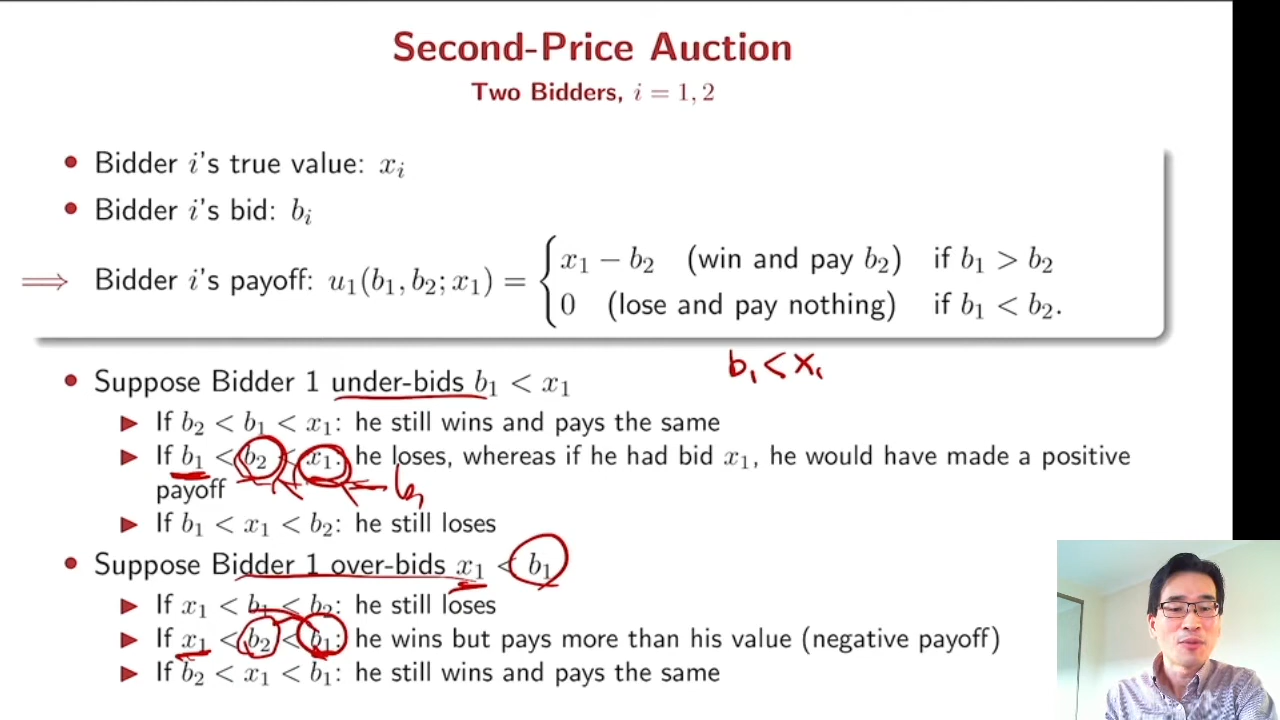 Second-Price Auction
Two Bidders, i = 1, 2
• Bidder i's true value: x_i
• Bidder i's bid: b_i
⟹ Bidder i's payoff: u_1(b_1, b_2; x_1) = { x_1 − b_2 (win and pay b_2) if b_1 > b_2
0 (lose and pay nothing) if b_1 < b_2.
b_1 < x_1
• Suppose Bidder 1 under-bids b_1 < x_1
▶ If b_2 < b_1 < x_1: he still wins and pays the same
▶ If b_1 < b_2 < x_1: he loses, whereas if he had bid x_1, he would have made a positive
payoff
b_1
▶ If b_1 < x_1 < b_2: he still loses
• Suppose Bidder 1 over-bids x_1 < b_1
▶ If x_1 < b_1 < b_2: he still loses
▶ If x_1 < b_2 < b_1: he wins but pays more than his value (negative payoff)
▶ If b_2 < x_1 < b_1: he still wins and pays the same